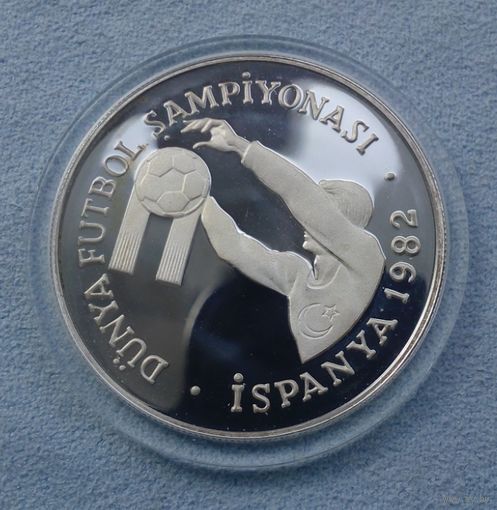 DÜNYA FUTBOL ŞAMPİYONASI
· İSPANYA 1982 ·